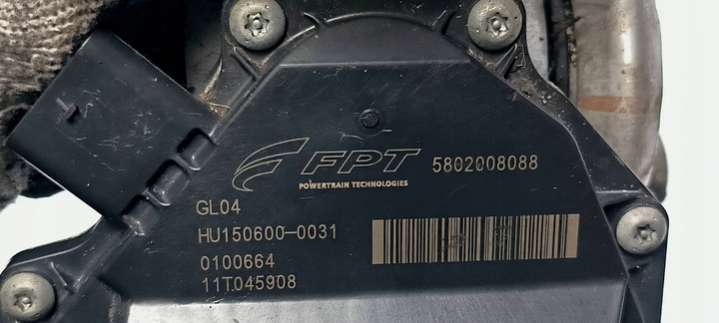 FPT 5802008088
POWERTRAIN TECHNOLOGIES
GL04
HU150600-0031
0100664
11T045908